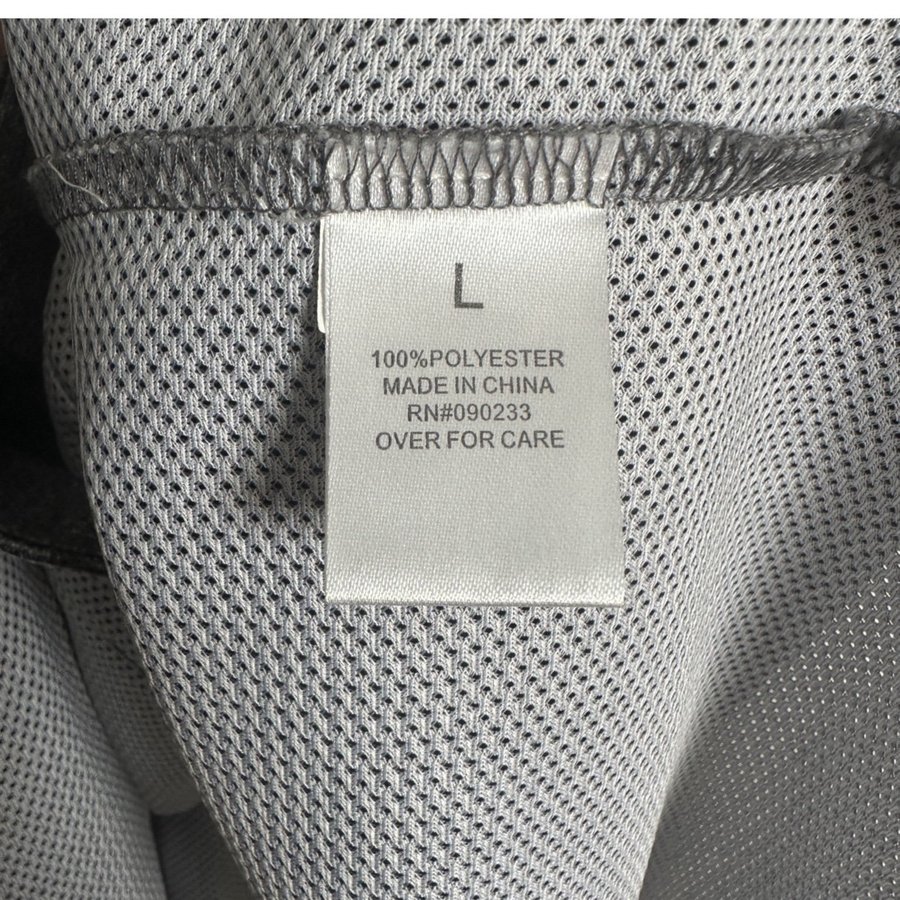 L
100%POLYESTER
MADE IN CHINA
RN#090233
OVER FOR CARE